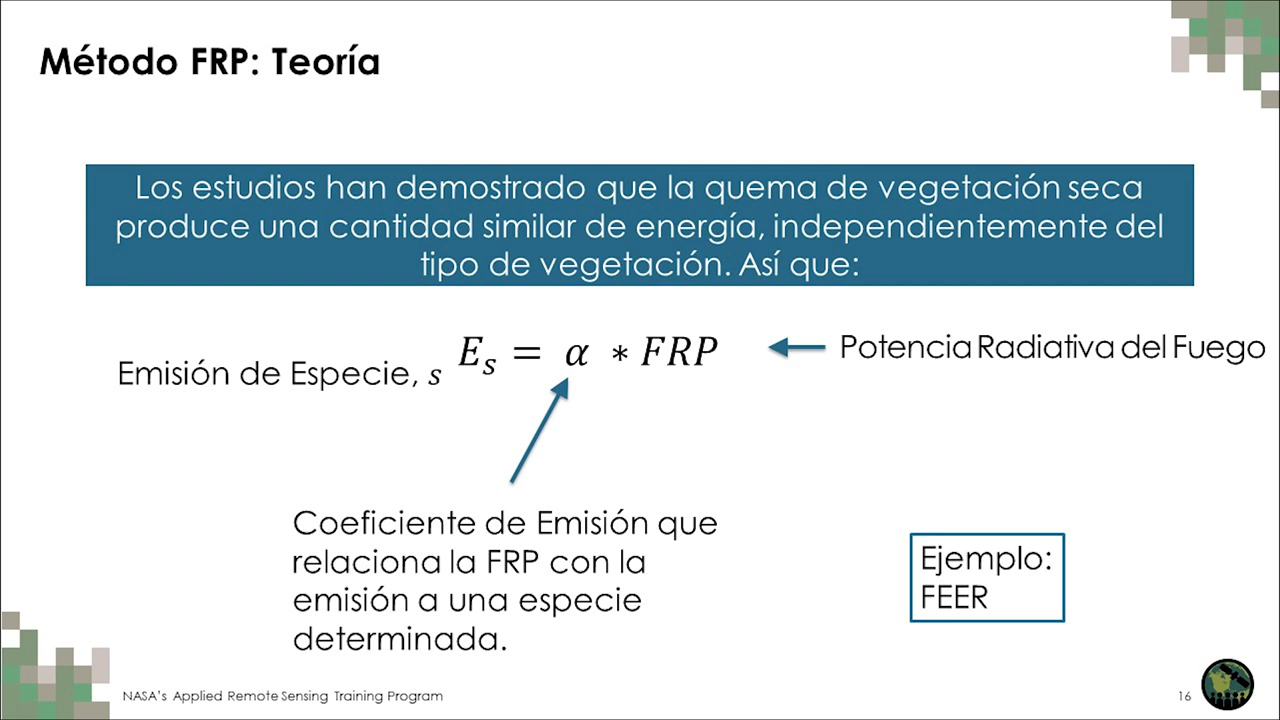 Método FRP: Teoría
Los estudios han demostrado que la quema de vegetación seca
produce una cantidad similar de energía, independientemente del
tipo de vegetación. Así que:
Emisión de Especie, s
E_s = α ∗ FRP
Potencia Radiativa del Fuego
Coeficiente de Emisión que
relaciona la FRP con la
emisión a una especie
determinada.
Ejemplo:
FEER
NASA's Applied Remote Sensing Training Program
16